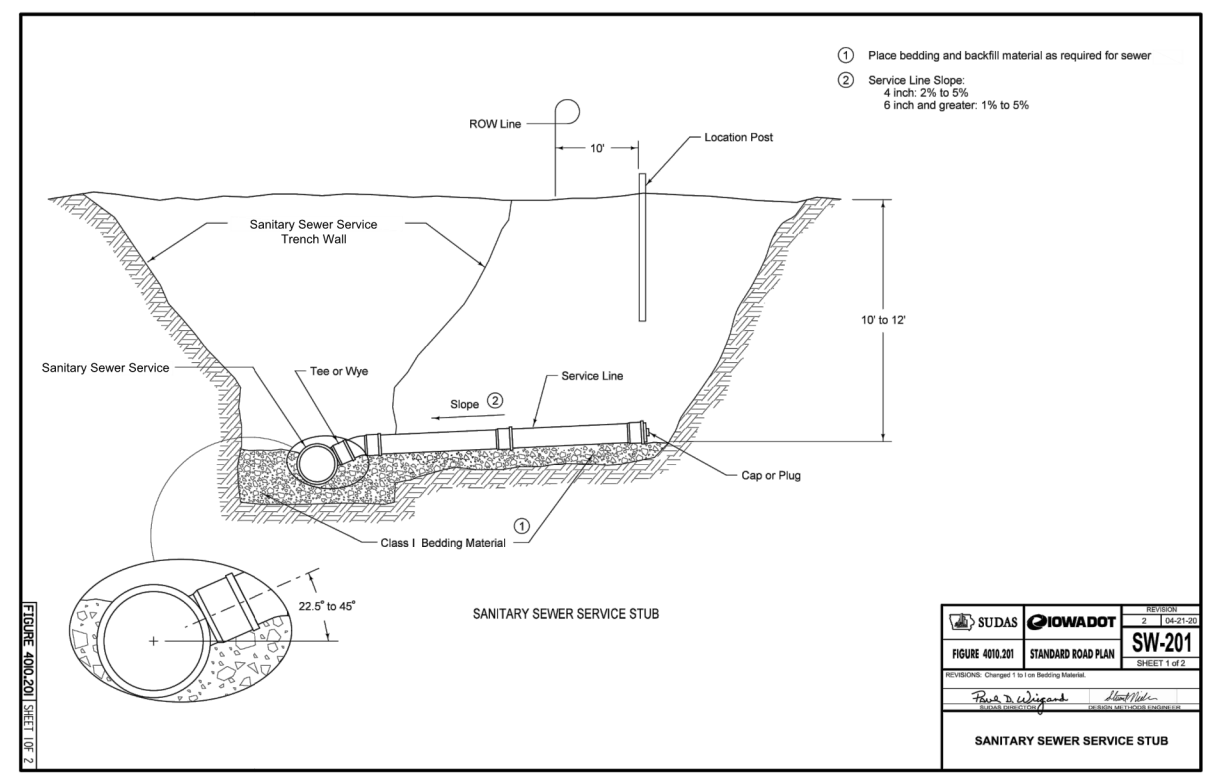 ① Place bedding and backfill material as required for sewer
② Service Line Slope:
4 inch: 2% to 5%
6 inch and greater: 1% to 5%
ROW Line
10'
Location Post
Sanitary Sewer Service
Trench Wall
10' to 12'
Sanitary Sewer Service
Tee or Wye
Service Line
Slope ②
Cap or Plug
①
Class I Bedding Material
22.5° to 45°
SANITARY SEWER SERVICE STUB
FIGURE 4010.201 SHEET 1 OF 2
SUDAS
IOWADOT
REVISION
2 04-21-20
FIGURE 4010.201
STANDARD ROAD PLAN
SW-201
SHEET 1 of 2
REVISIONS: Changed 1 to I on Bedding Material.
Paul D. Wiegand
SUDAS DIRECTOR
DESIGN METHODS ENGINEER
SANITARY SEWER SERVICE STUB